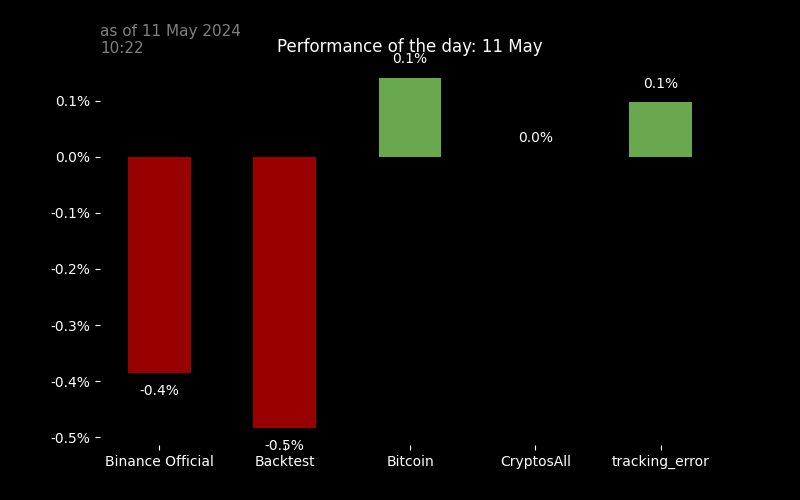 as of 11 May 2024
10:22
Performance of the day: 11 May
0.1%
0.0%
-0.1%
-0.2%
-0.3%
-0.4%
-0.5%
-0.4%
-0.5%
0.1%
0.0%
0.1%
Binance Official
Backtest
Bitcoin
CryptosAll
tracking_error